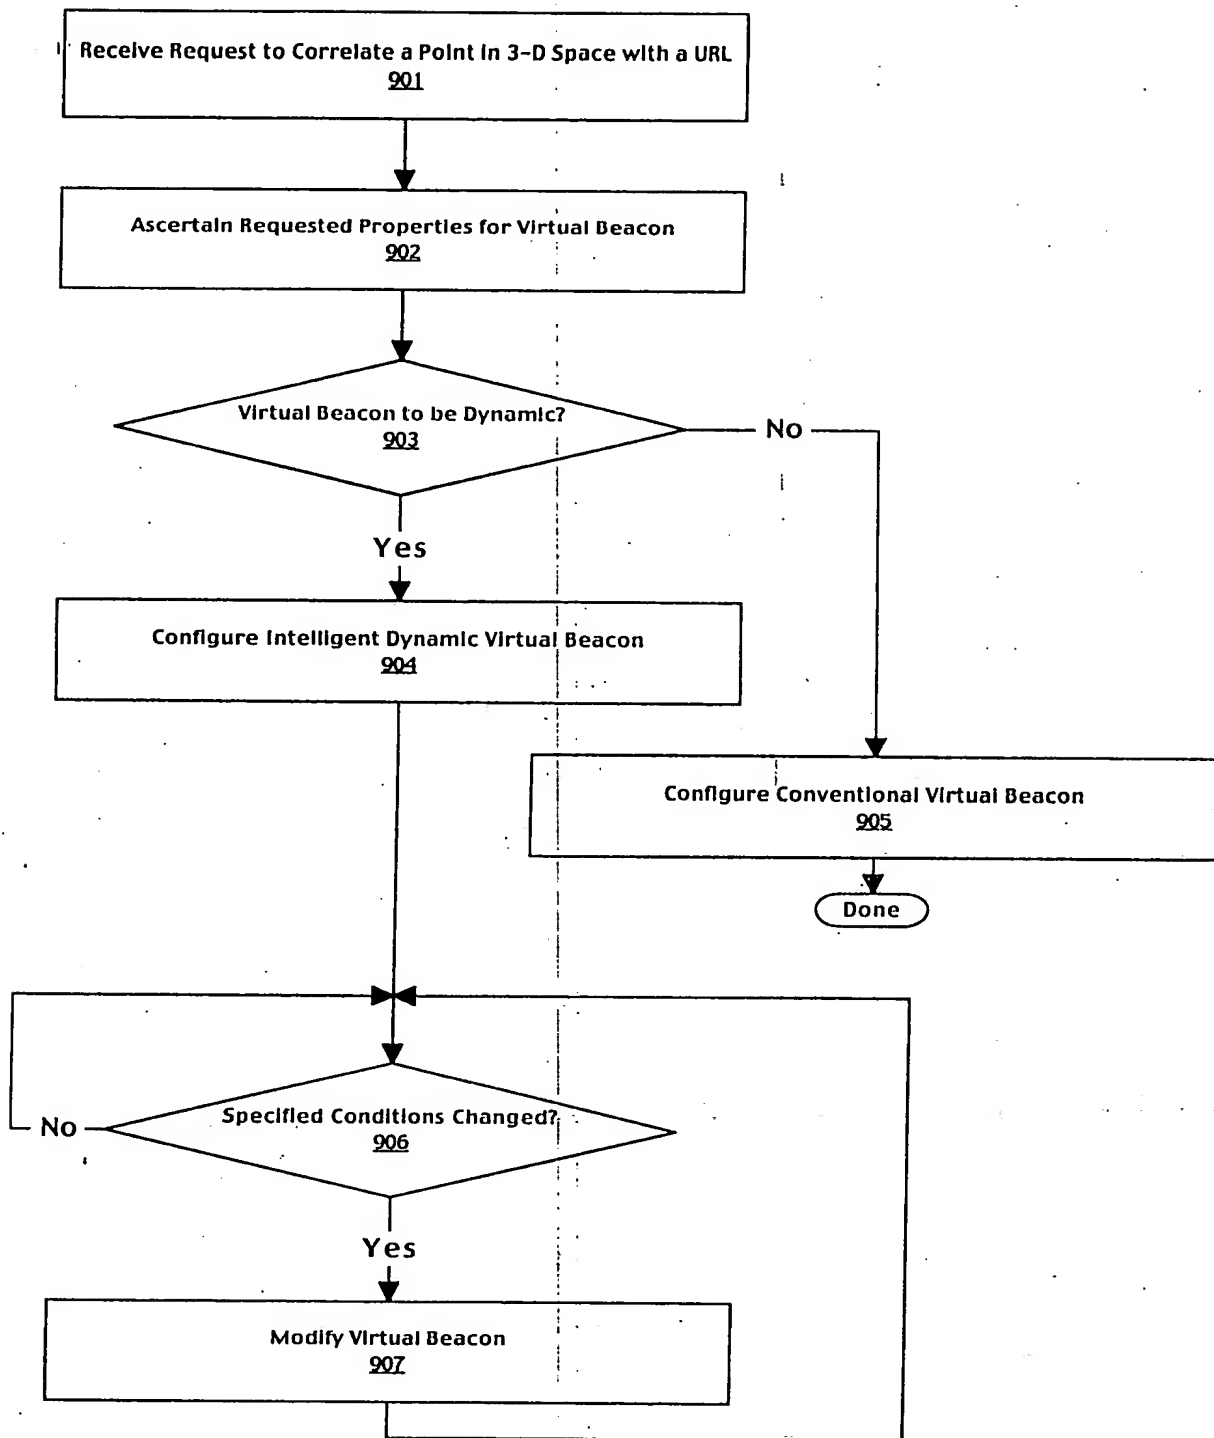 Receive Request to Correlate a Point in 3-D Space with a URL
901
Ascertain Requested Properties for Virtual Beacon
902
Virtual Beacon to be Dynamic?
903
No
Yes
Configure Intelligent Dynamic Virtual Beacon
904
Configure Conventional Virtual Beacon
905
Done
Specified Conditions Changed?
906
No
Yes
Modify Virtual Beacon
907